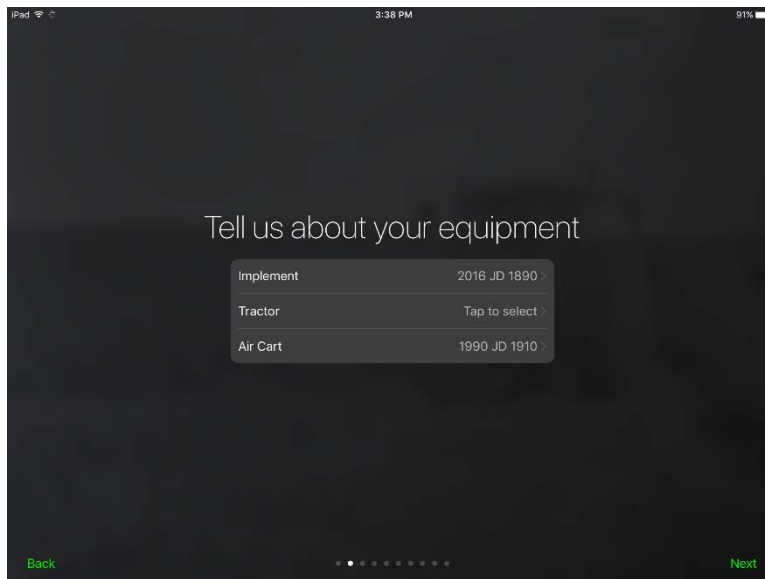 iPad 3:38 PM 91%
Tell us about your equipment
Implement 2016 JD 1890
Tractor Tap to select
Air Cart 1990 JD 1910
Back Next